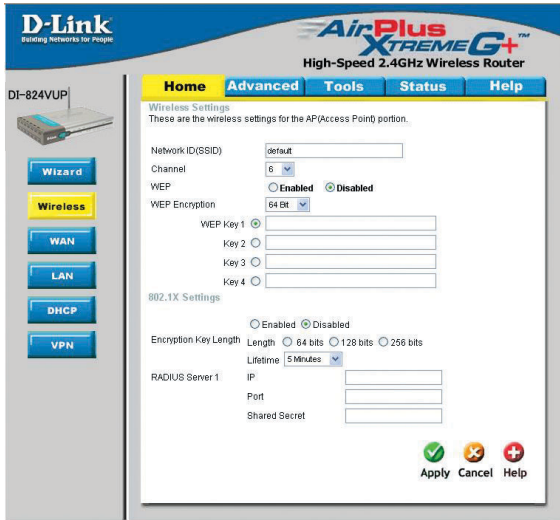 D-Link
Building Networks for People
AirPlus
XTREME G+™
High-Speed 2.4GHz Wireless Router
DI-824VUP
Home Advanced Tools Status Help
Wizard
Wireless
WAN
LAN
DHCP
VPN
Wireless Settings
These are the wireless settings for the AP(Access Point) portion.
Network ID(SSID) default
Channel 6
WEP Enabled Disabled
WEP Encryption 64 Bit
WEP Key 1
Key 2
Key 3
Key 4
802.1X Settings
Enabled Disabled
Encryption Key Length Length 64 bits 128 bits 256 bits
Lifetime 5 Minutes
RADIUS Server 1 IP
Port
Shared Secret
Apply Cancel Help